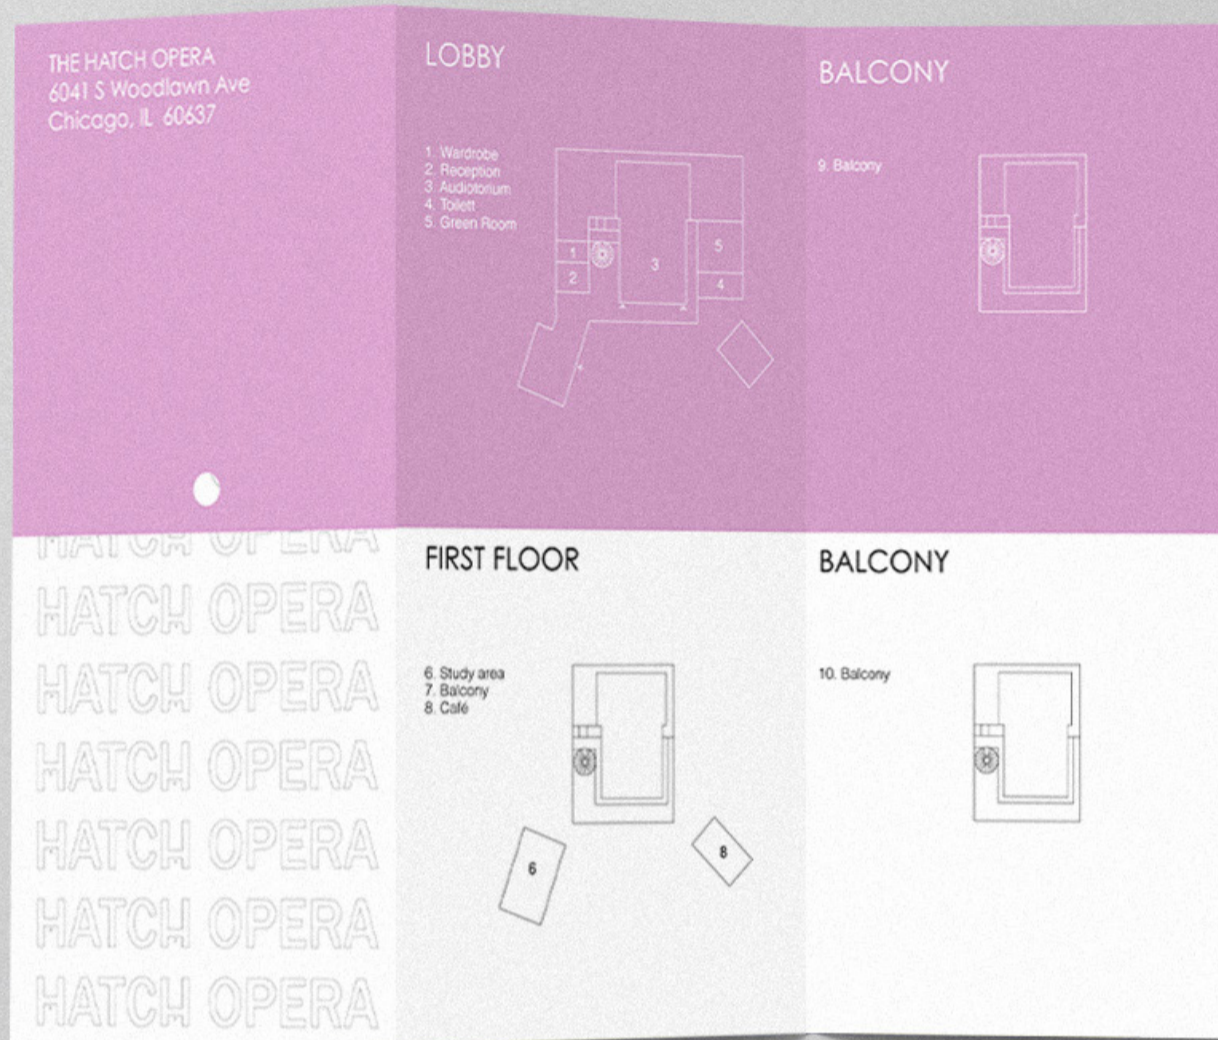 THE HATCH OPERA
6041 S Woodlawn Ave
Chicago, IL 60637
LOBBY
1. Wardrobe
2. Reception
3. Audiotorium
4. Toilett
5. Green Room
1
2
3
5
4
BALCONY
9. Balcony
HATCH OPERA
HATCH OPERA
HATCH OPERA
HATCH OPERA
HATCH OPERA
HATCH OPERA
HATCH OPERA
FIRST FLOOR
6. Study area
7. Balcony
8. Café
6
8
BALCONY
10. Balcony